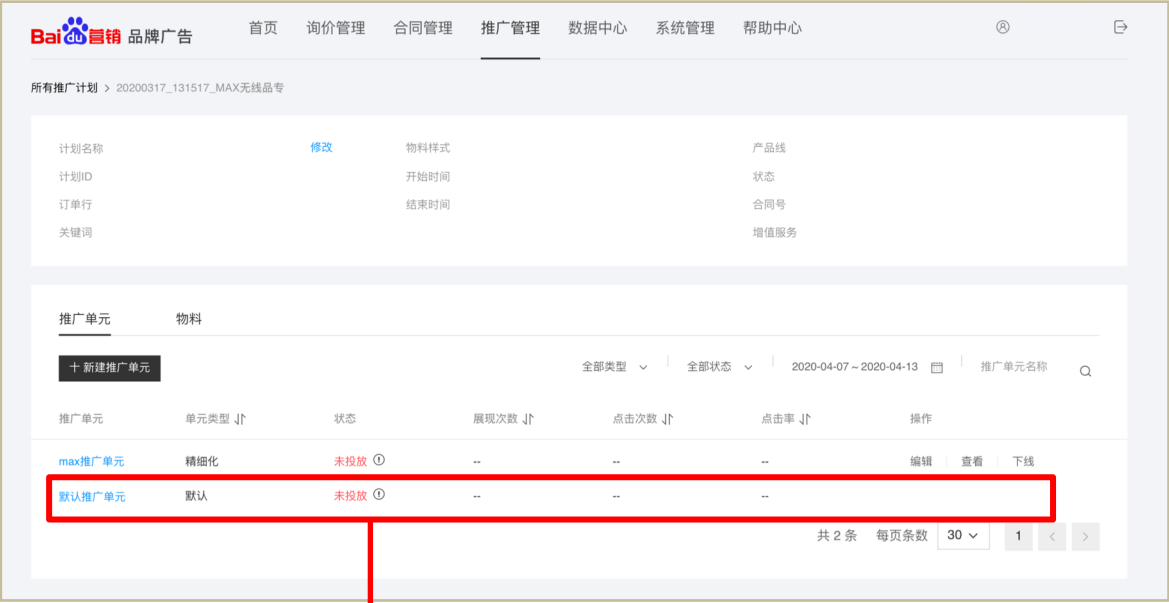 Baidu营销 品牌广告 首页 询价管理 合同管理 推广管理 数据中心 系统管理 帮助中心
所有推广计划 > 20200317_131517_MAX无线品专
计划名称 修改 物料样式 产品线
计划ID 开始时间 状态
订单行 结束时间 合同号
关键词 增值服务
推广单元 物料
+ 新建推广单元 全部类型 全部状态 2020-04-07 ~ 2020-04-13 推广单元名称
推广单元 单元类型 状态 展现次数 点击次数 点击率 操作
max推广单元 精细化 未投放 -- -- -- 编辑 查看 下线
默认推广单元 默认 未投放 -- -- --
共 2 条 每页条数 30 1 < >